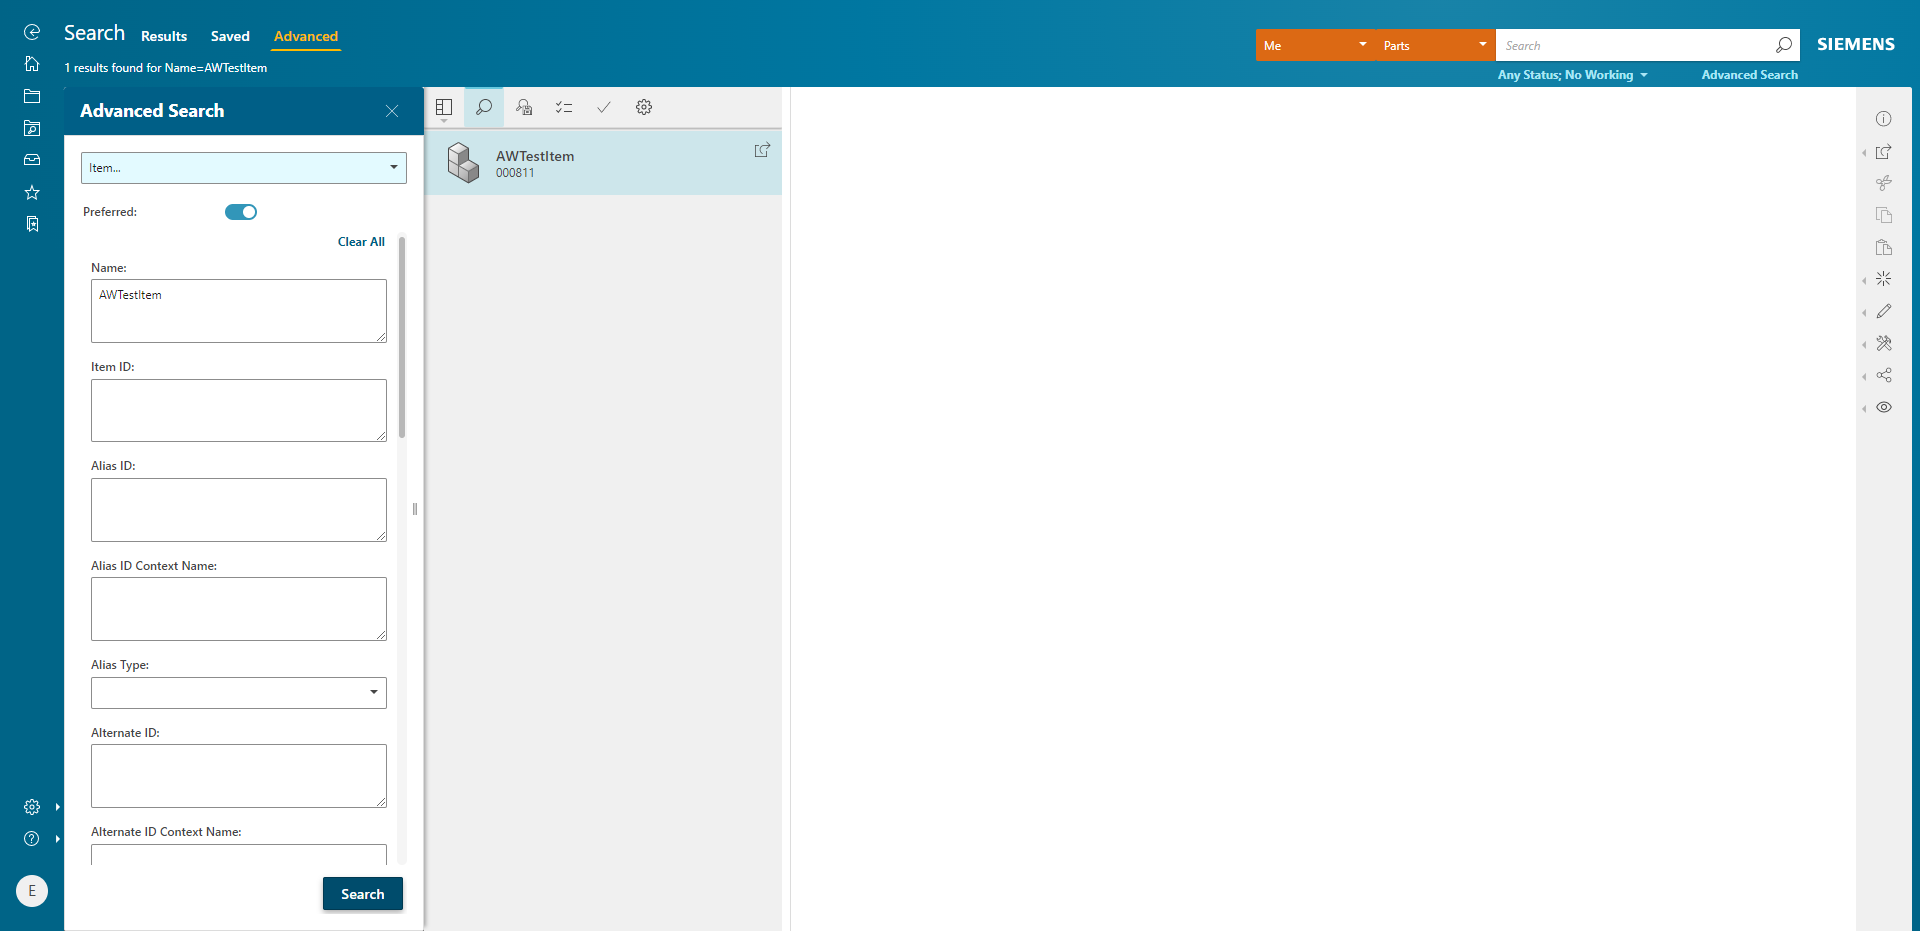 Search
Results
Saved
Advanced
1 results found for Name=AWTestItem
Me
Parts
Search
SIEMENS
Any Status; No Working
Advanced Search
Advanced Search
Item...
Preferred:
Clear All
Name:
AWTestItem
Item ID:
Alias ID:
Alias ID Context Name:
Alias Type:
Alternate ID:
Alternate ID Context Name:
Search
AWTestItem
000811
E